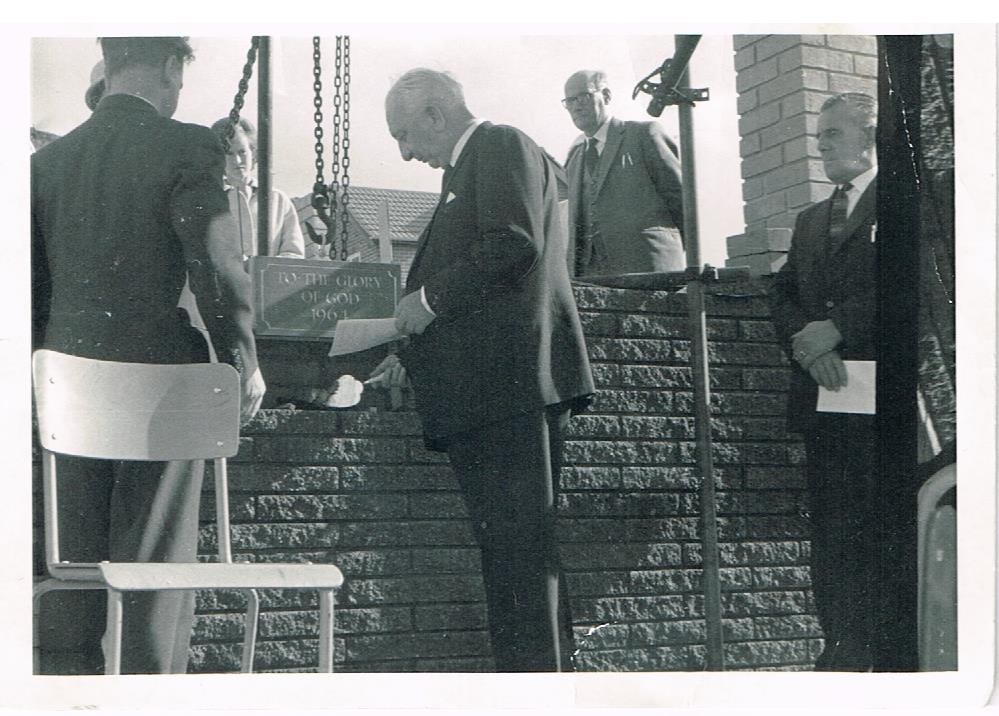 TO THE GLORY
OF GOD
1964